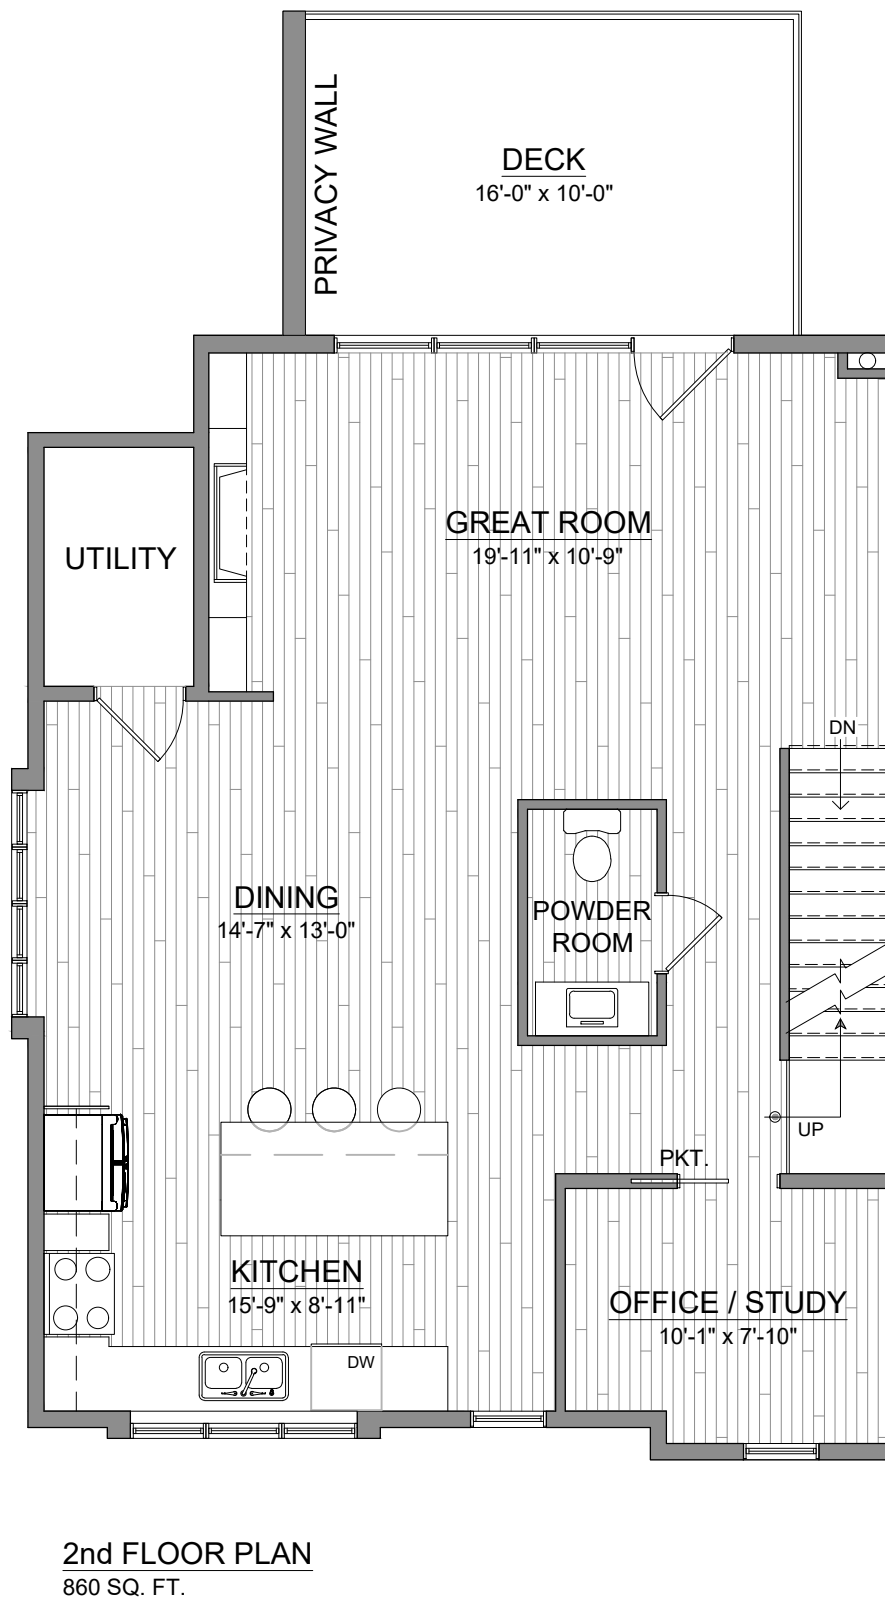 PRIVACY WALL
DECK
16'-0" x 10'-0"
GREAT ROOM
19'-11" x 10'-9"
UTILITY
DN
DINING
14'-7" x 13'-0"
POWDER
ROOM
UP
PKT.
KITCHEN
15'-9" x 8'-11"
OFFICE / STUDY
10'-1" x 7'-10"
DW
2nd FLOOR PLAN
860 SQ. FT.